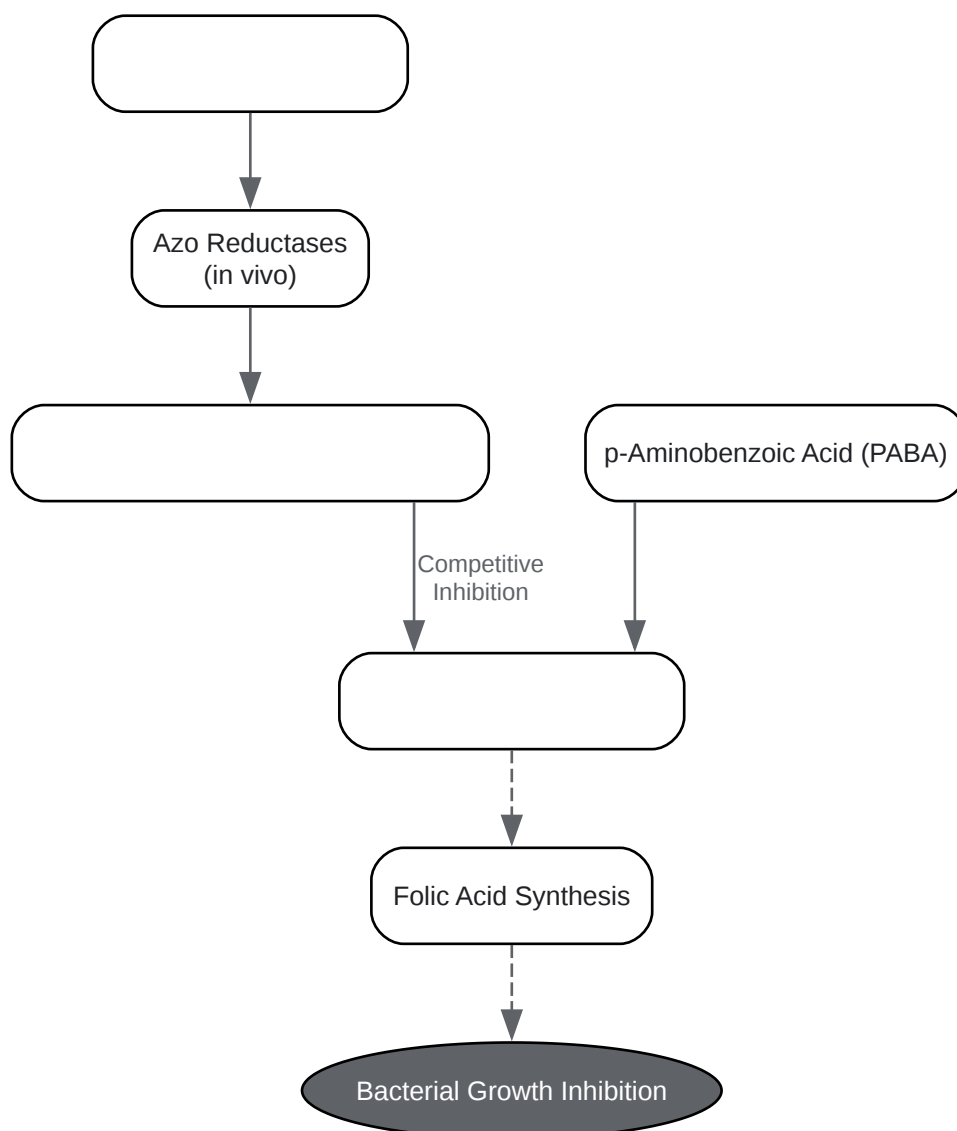 Azo Reductases
(in vivo)
p-Aminobenzoic Acid (PABA)
Competitive
Inhibition
Folic Acid Synthesis
Bacterial Growth Inhibition